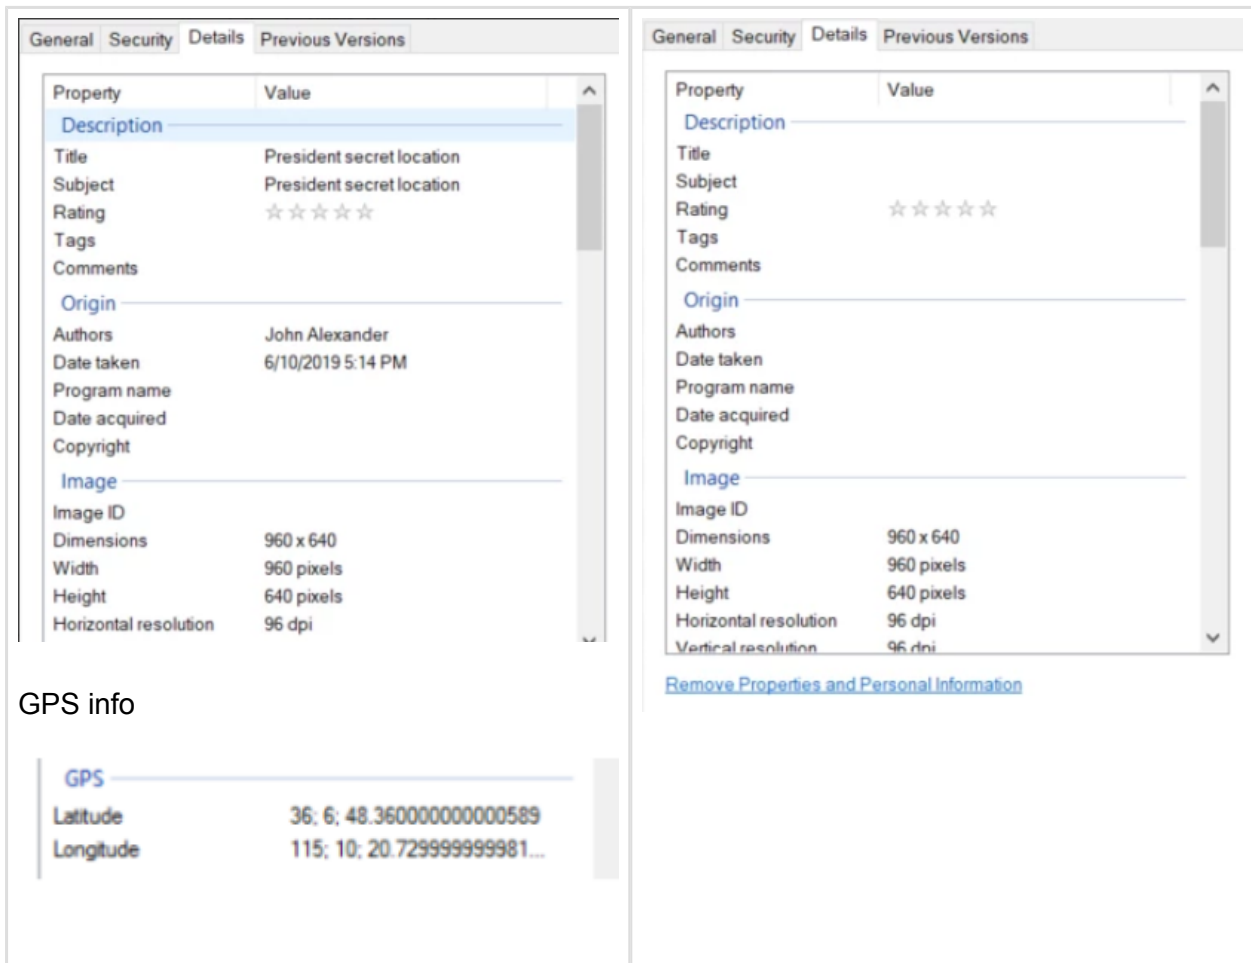 General Security Details Previous Versions
Property Value
Description
Title President secret location
Subject President secret location
Rating
Tags
Comments
Origin
Authors John Alexander
Date taken 6/10/2019 5:14 PM
Program name
Date acquired
Copyright
Image
Image ID
Dimensions 960 x 640
Width 960 pixels
Height 640 pixels
Horizontal resolution 96 dpi
GPS info
GPS
Latitude 36; 6; 48.360000000000589
Longitude 115; 10; 20.729999999981...
General Security Details Previous Versions
Property Value
Description
Title
Subject
Rating
Tags
Comments
Origin
Authors
Date taken
Program name
Date acquired
Copyright
Image
Image ID
Dimensions 960 x 640
Width 960 pixels
Height 640 pixels
Horizontal resolution 96 dpi
Vertical resolution 96 dpi
Remove Properties and Personal Information